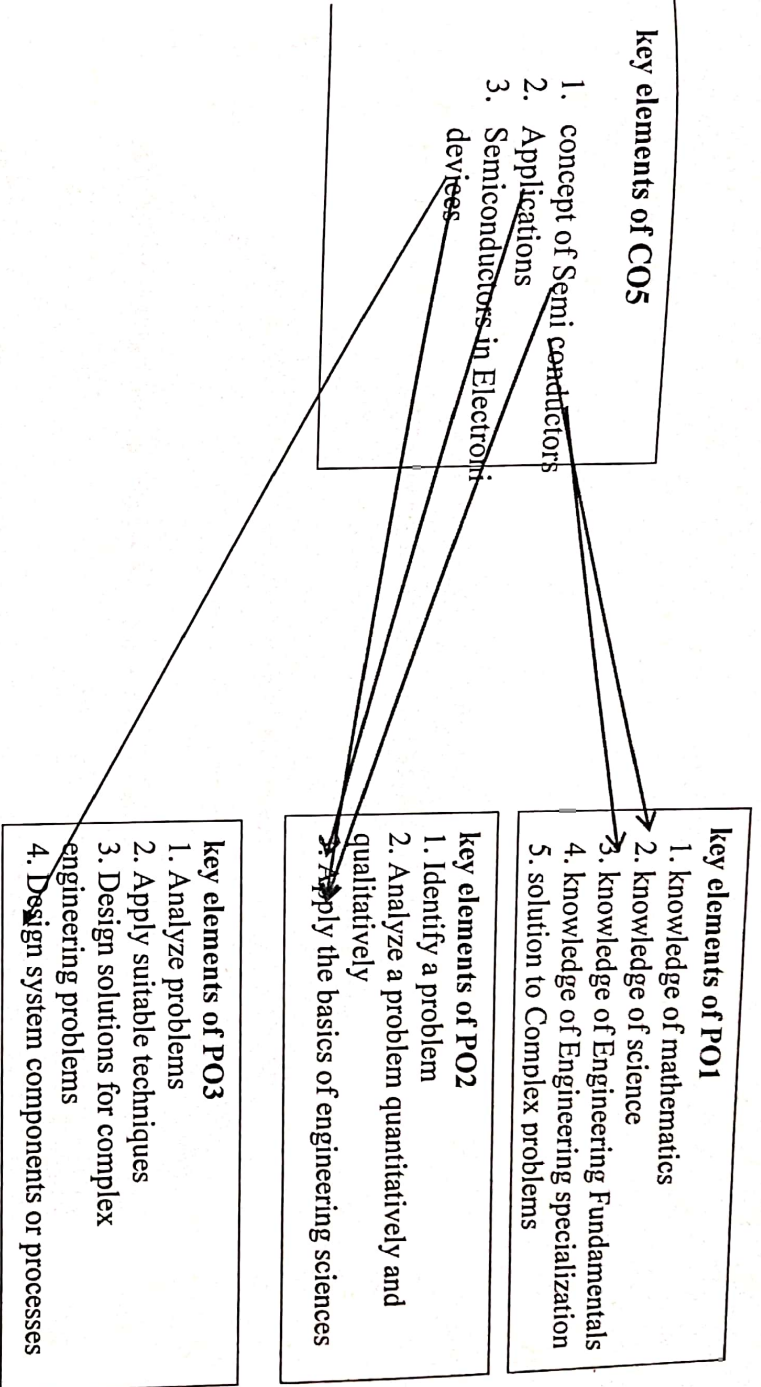 key elements of CO5
1. concept of Semi conductors
2. Applications
3. Semiconductors in Electroni
devices
key elements of PO1
1. knowledge of mathematics
2. knowledge of science
3. knowledge of Engineering Fundamentals
4. knowledge of Engineering specialization
5. solution to Complex problems
key elements of PO2
1. Identify a problem
2. Analyze a problem quantitatively and
qualitatively
3. Apply the basics of engineering sciences
key elements of PO3
1. Analyze problems
2. Apply suitable techniques
3. Design solutions for complex
engineering problems
4. Design system components or processes